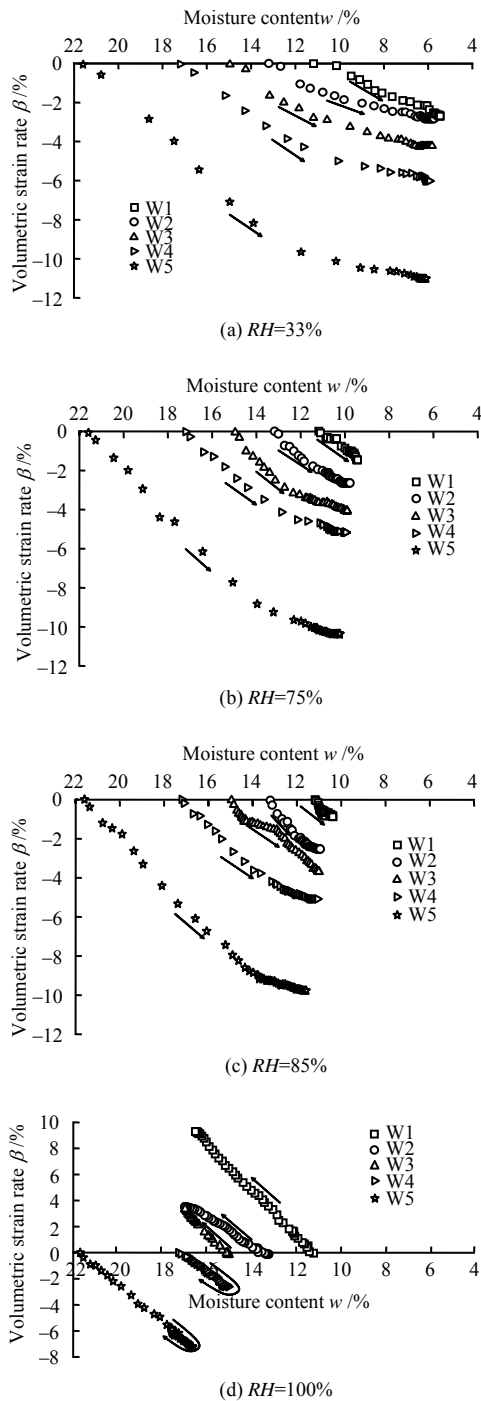 Moisture content w /%
22 20 18 16 14 12 10 8 6 4
0
−2
−4
−6
−8
−10
−12
Volumetric strain rate β /%
W1
W2
W3
W4
W5
(a) RH=33%
Moisture content w /%
22 20 18 16 14 12 10 8 6 4
0
−2
−4
−6
−8
−10
−12
Volumetric strain rate β /%
W1
W2
W3
W4
W5
(b) RH=75%
Moisture content w /%
22 20 18 16 14 12 10 8 6 4
0
−2
−4
−6
−8
−10
−12
Volumetric strain rate β /%
W1
W2
W3
W4
W5
(c) RH=85%
10
8
6
4
2
0
−2
−4
−6
−8
Volumetric strain rate β /%
W1
W2
W3
W4
W5
22 20 18 16 14 12 10 8 6 4
Moisture content w /%
(d) RH=100%